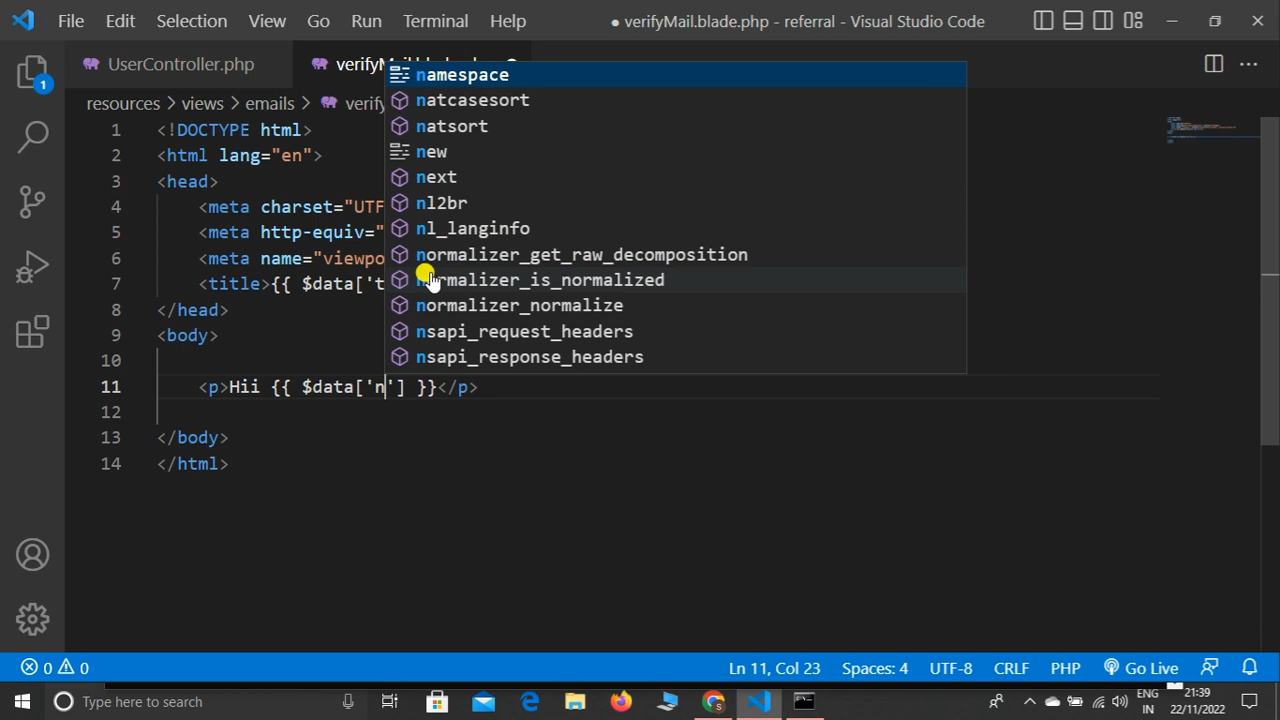 File Edit Selection View Go Run Terminal Help ● verifyMail.blade.php - referral - Visual Studio Code
UserController.php
resources > views > emails >
1 <!DOCTYPE html>
2 <html lang="en">
3 <head>
4 <meta charset="UTF
5 <meta http-equiv="
6 <meta name="viewpo
7 <title>{{ $data['t
8 </head>
9 <body>
10
11 <p>Hii {{ $data['n'] }}</p>
12
13 </body>
14 </html>
namespace
natcasesort
natsort
new
next
nl2br
nl_langinfo
normalizer_get_raw_decomposition
normalizer_is_normalized
normalizer_normalize
nsapi_request_headers
nsapi_response_headers
1
0 0 Ln 11, Col 23 Spaces: 4 UTF-8 CRLF PHP Go Live
Type here to search
ENG 21:39
IN 22/11/2022